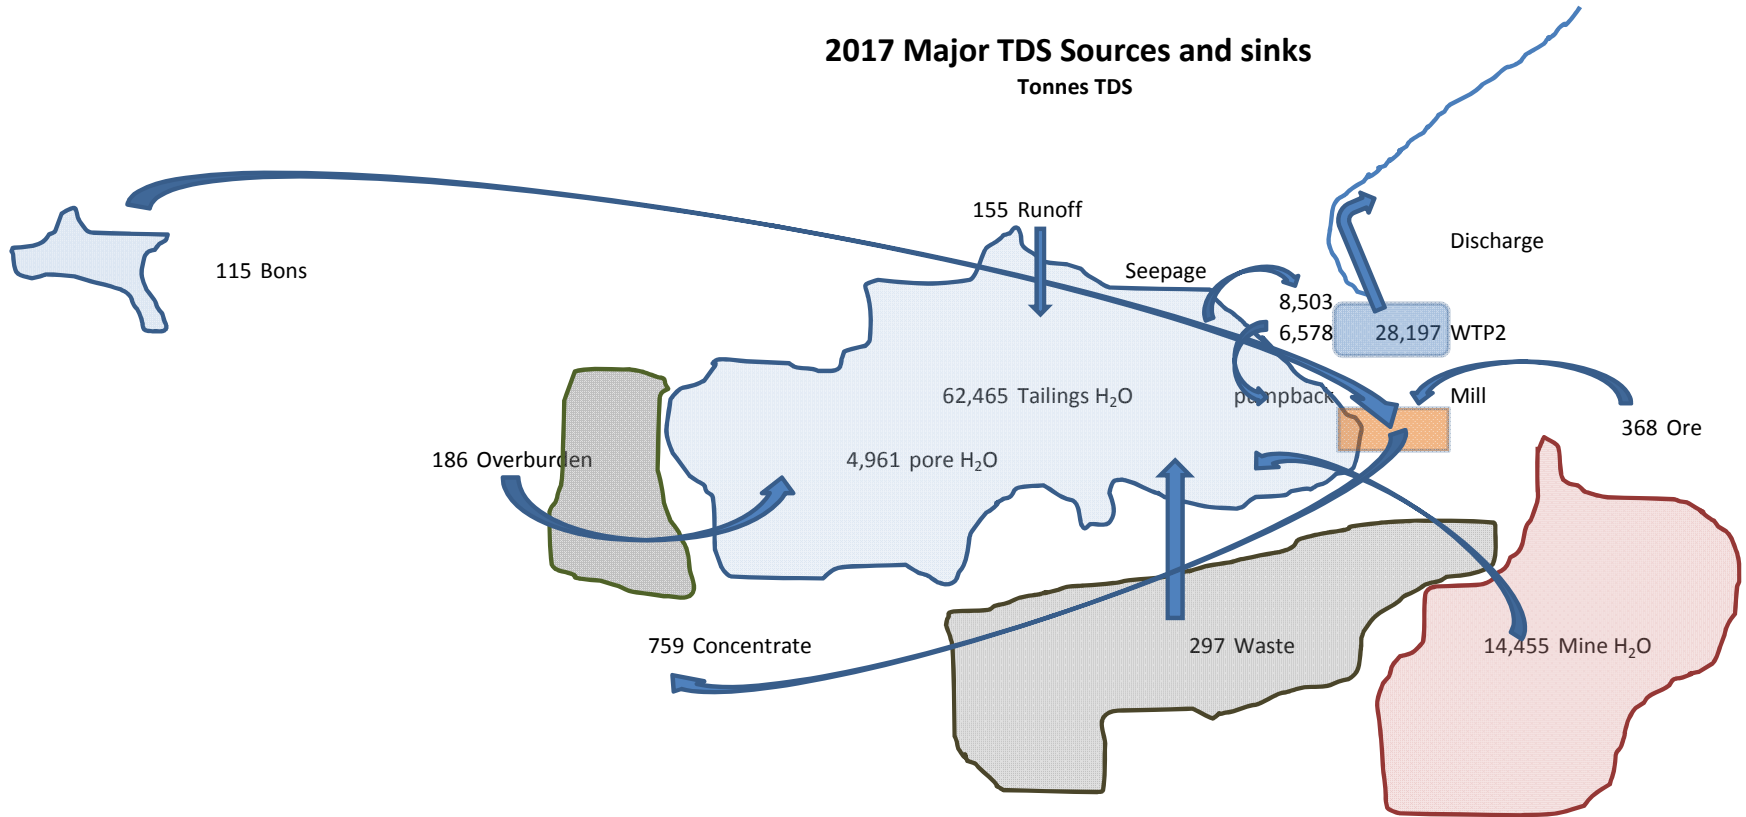 2017 Major TDS Sources and sinks
Tonnes TDS
155 Runoff
Discharge
115 Bons
Seepage
8,503
6,578
28,197 WTP2
62,465 Tailings H₂O
pumpback
Mill
368 Ore
186 Overburden
4,961 pore H₂O
759 Concentrate
297 Waste
14,455 Mine H₂O